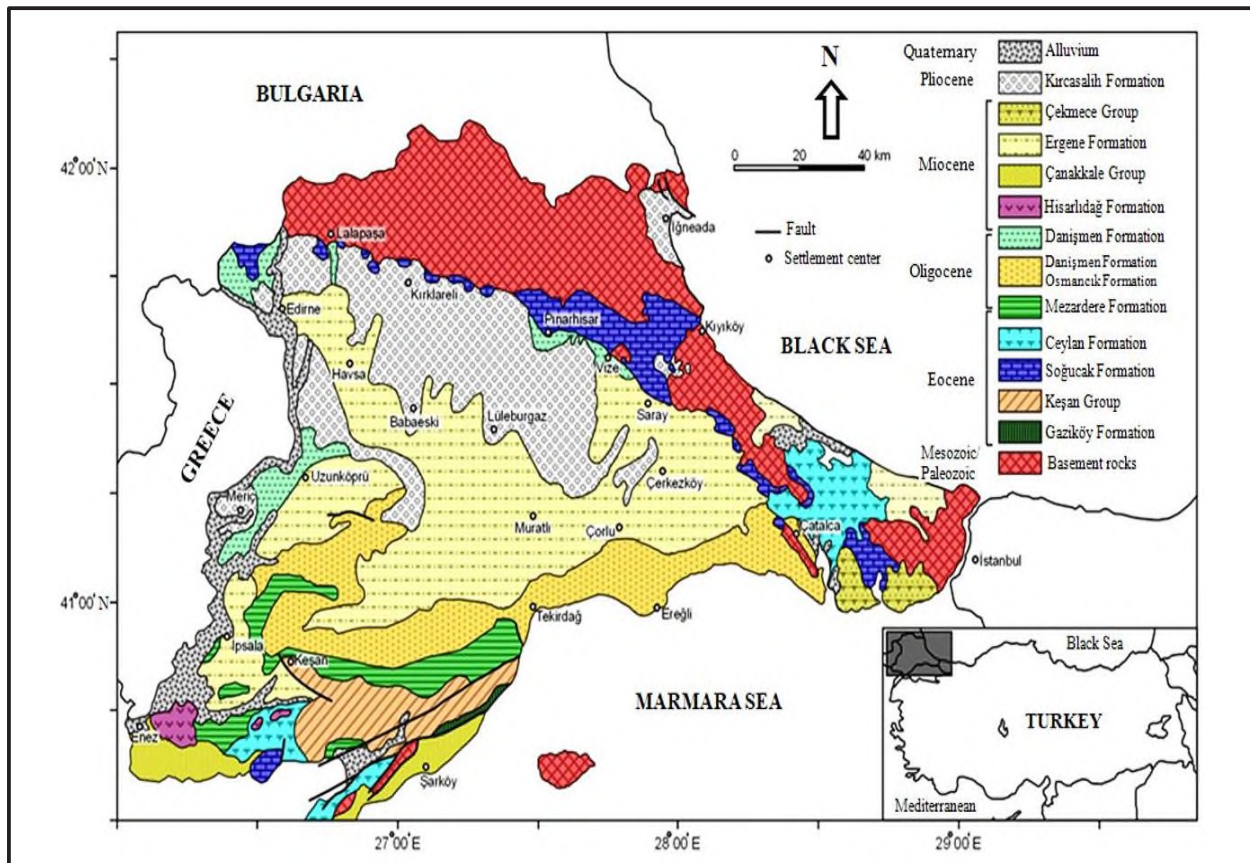 BULGARIA
GREECE
BLACK SEA
MARMARA SEA
N
0 20 40 km
Fault
Settlement center
42°00´N
41°00´N
27°00´E
28°00´E
29°00´E
Quaternary
Alluvium
Pliocene
Kırcasalih Formation
Miocene
Çekmece Group
Ergene Formation
Çanakkale Group
Hisarlıdağ Formation
Oligocene
Danişmen Formation
Danişmen Formation
Osmancık Formation
Mezardere Formation
Eocene
Ceylan Formation
Soğucak Formation
Keşan Group
Gaziköy Formation
Mesozoic/
Paleozoic
Basement rocks
Lalapaşa
İğneada
Edirne
Kırklareli
Pınarhisar
Kıyıköy
Vize
Havsa
Babaeski
Lüleburgaz
Saray
Uzunköprü
Çerkezköy
Meriç
Muratlı
Çorlu
Çatalca
İstanbul
Tekirdağ
Ereğli
İpsala
Keşan
Enez
Şarköy
Black Sea
TURKEY
Mediterranean